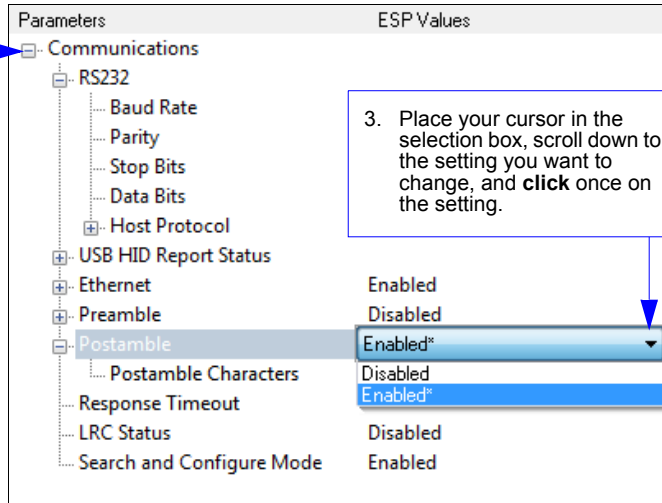 Parameters ESP Values
Communications
RS232
Baud Rate
Parity
Stop Bits
Data Bits
Host Protocol
3. Place your cursor in the
selection box, scroll down to
the setting you want to
change, and click once on
the setting.
USB HID Report Status
Ethernet Enabled
Preamble Disabled
Postamble Enabled*
Postamble Characters Disabled
Enabled*
Response Timeout
LRC Status Disabled
Search and Configure Mode Enabled